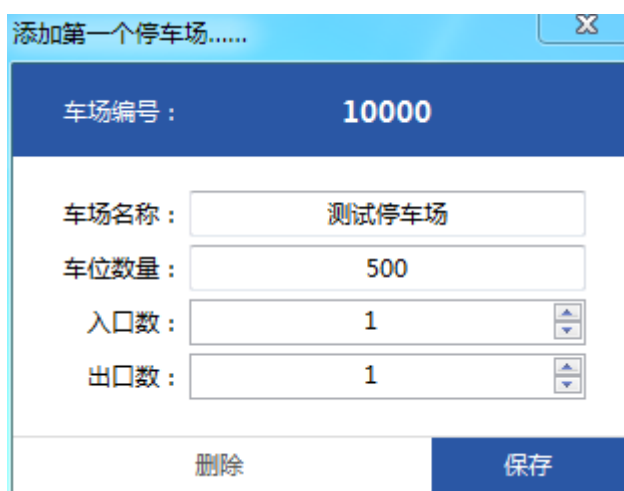 添加第一个停车场......
车场编号： 10000
车场名称： 测试停车场
车位数量： 500
入口数： 1
出口数： 1
删除 保存